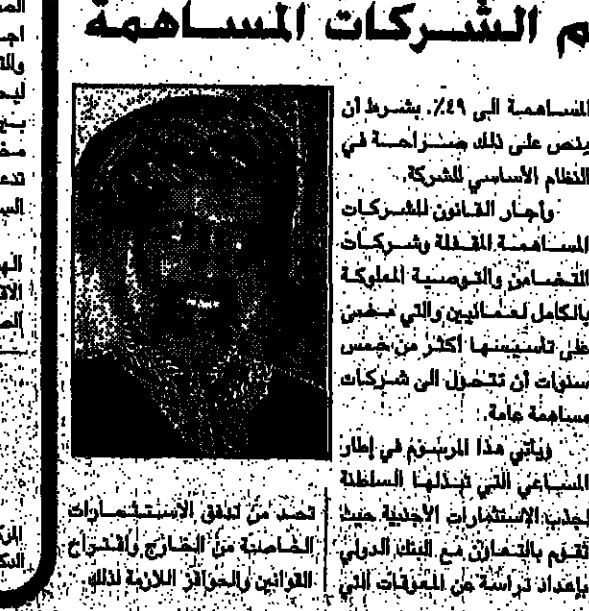 م الشركات المساهمة
المساهمة الى ٤٩٪. بشرط أن
ينص على ذلك صراحة في
النظام الأساسي للشركة.
وأجاز القانون للشركات
المساهمة المقفلة وشركات
التضامن والتوصية المملوكة
بالكامل لعمانيين والتي مضى
على تأسيسها أكثر من خمس
سنوات أن تتحول الى شركات
مساهمة عامة.
ويأتي هذا المرسوم في إطار
المساعي التي تبذلها السلطنة
لجذب الاستثمارات الأجنبية حيث
تقوم بالتعاون مع البنك الدولي
بإعداد دراسة عن المعوقات التي
تحد من تدفق الاستثمارات
الخاصة من الخارج واقتراح
القوانين والحوافز اللازمة لذلك.